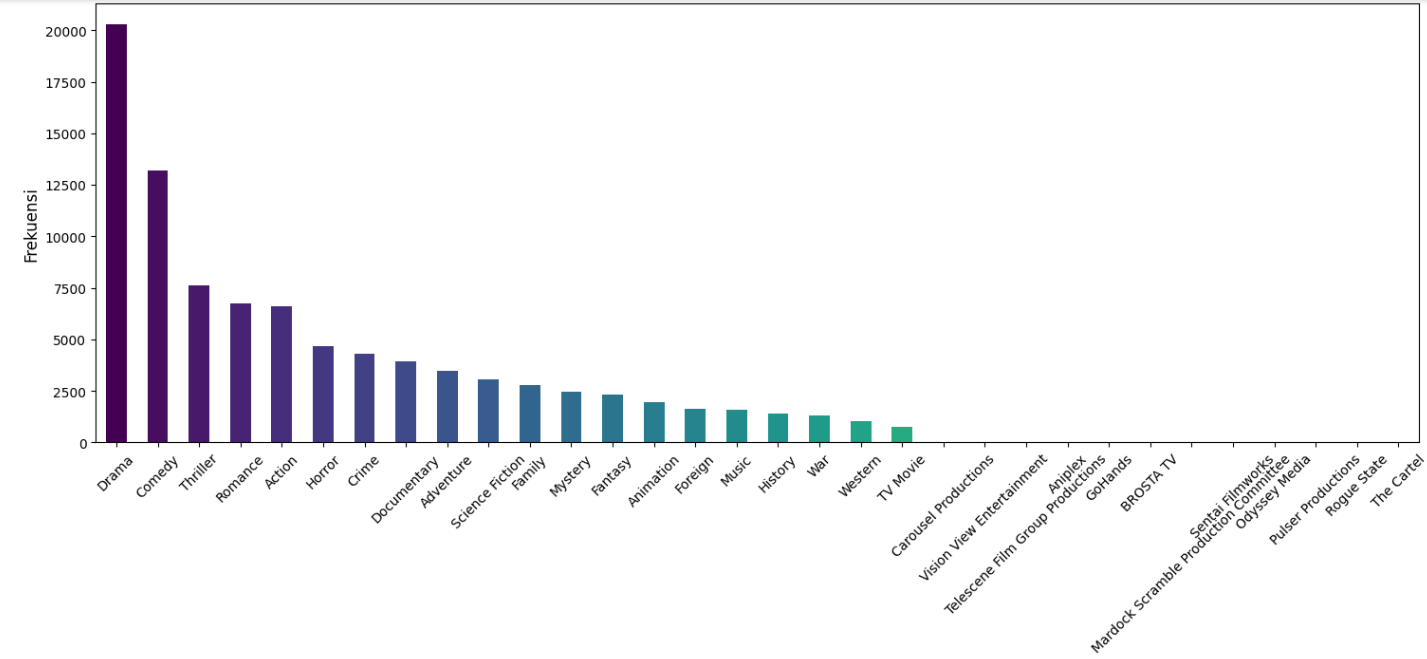 Frekuensi
20000
17500
15000
12500
10000
7500
5000
2500
0
Drama
Comedy
Thriller
Romance
Action
Horror
Crime
Documentary
Adventure
Science Fiction
Family
Mystery
Fantasy
Animation
Foreign
Music
History
War
Western
TV Movie
Carousel Productions
Vision View Entertainment
Telescene Film Group Productions
Aniplex
GoHands
BROSTA TV
Mardock Scramble Production Committee
Sentai Filmworks
Odyssey Media
Pulser Productions
Rogue State
The Cartel